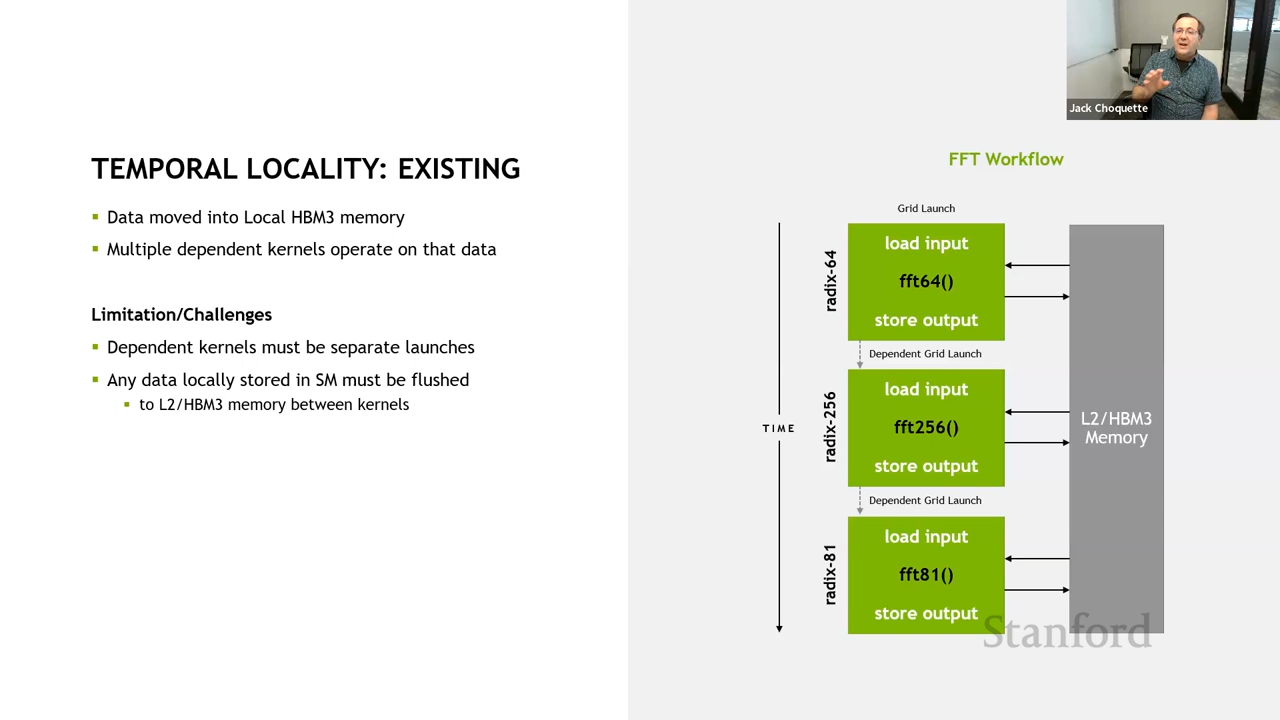 Jack Choquette
TEMPORAL LOCALITY: EXISTING
Data moved into Local HBM3 memory
Multiple dependent kernels operate on that data
Limitation/Challenges
Dependent kernels must be separate launches
Any data locally stored in SM must be flushed
to L2/HBM3 memory between kernels
FFT Workflow
Grid Launch
TIME
radix-64
load input
fft64()
store output
Dependent Grid Launch
radix-256
load input
fft256()
store output
Dependent Grid Launch
radix-81
load input
fft81()
store output
L2/HBM3
Memory
Stanford